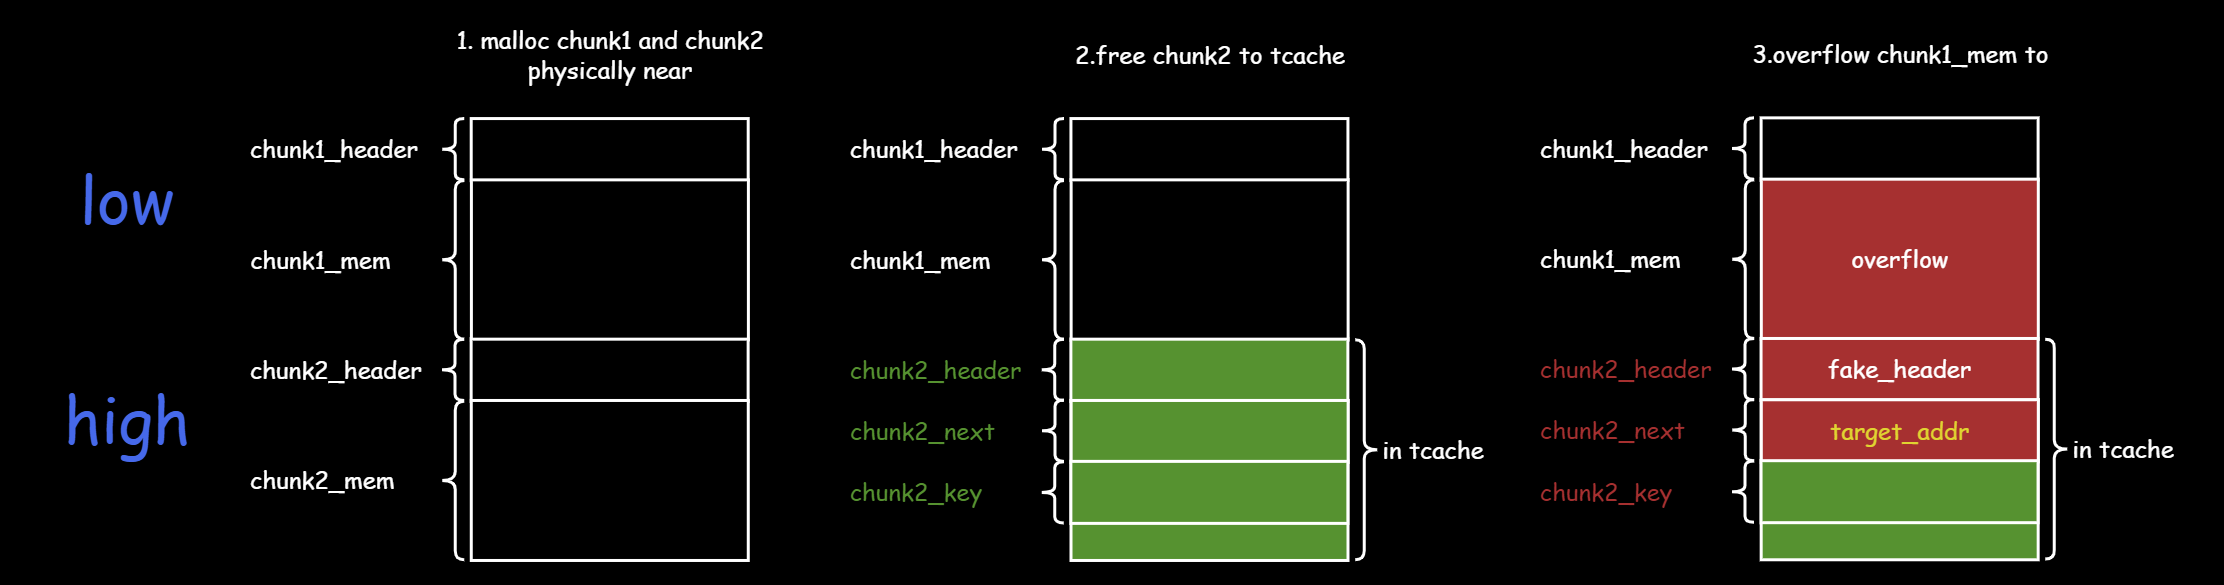 1. malloc chunk1 and chunk2
physically near
2.free chunk2 to tcache
3.overflow chunk1_mem to
low
high
chunk1_header
chunk1_mem
chunk2_header
chunk2_mem
chunk1_header
chunk1_mem
chunk2_header
chunk2_next
chunk2_key
in tcache
chunk1_header
chunk1_mem
overflow
chunk2_header
fake_header
chunk2_next
target_addr
chunk2_key
in tcache